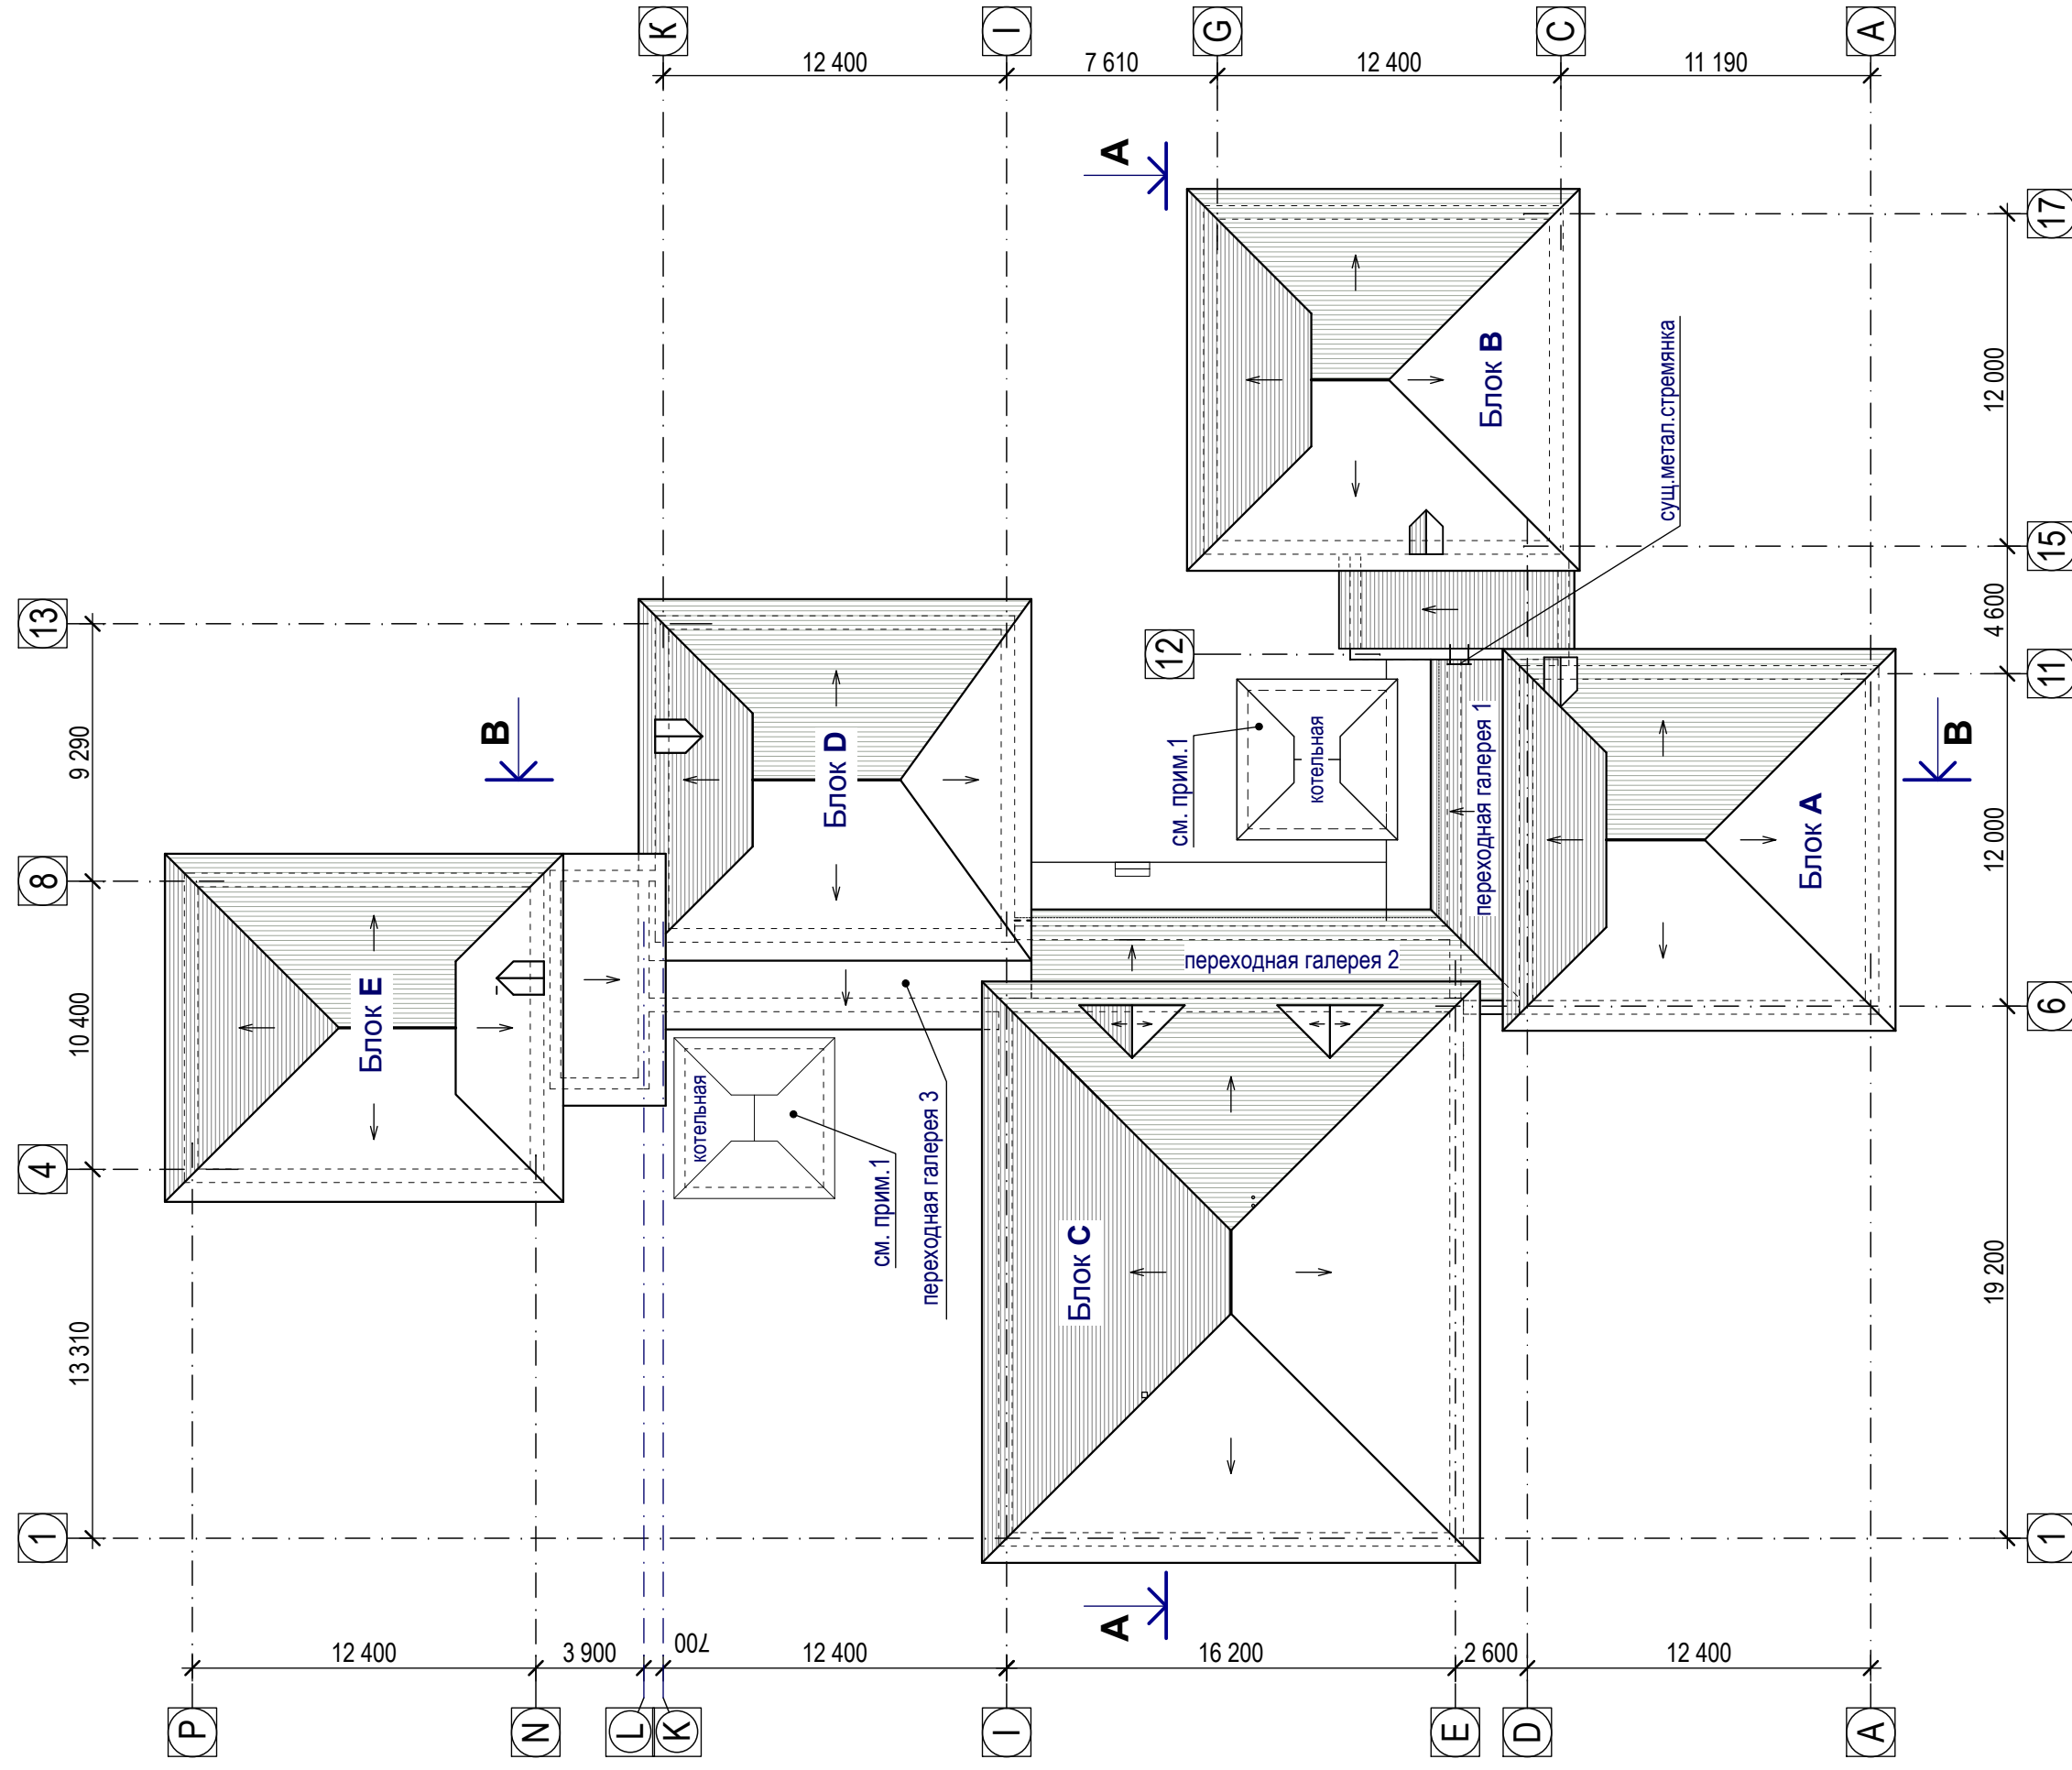 K
I
G
C
A
12 400
7 610
12 400
11 190
A
17
12 000
Блок B
сущ.метал.стремянка
15
13
4 600
12
11
B
9 290
Блок D
см. прим.1
котельная
переходная галерея 1
B
12 000
Блок A
8
10 400
Блок E
переходная галерея 2
6
котельная
см. прим.1
переходная галерея 3
4
13 310
Блок C
19 200
1
1
A
12 400
3 900
700
12 400
16 200
2 600
12 400
P
N
L
K
I
E
D
A